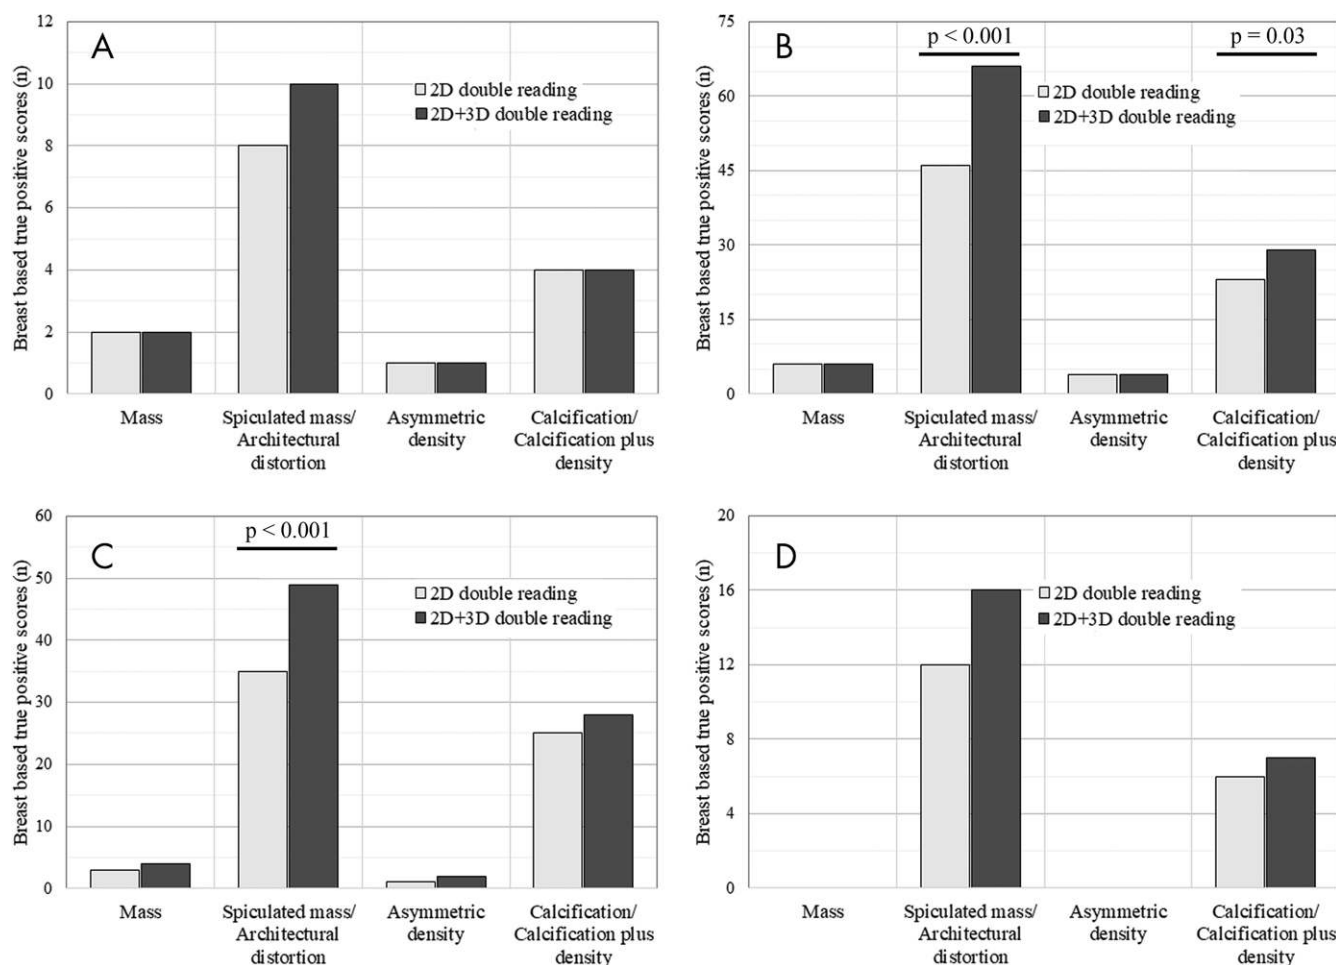 A
Breast based true positive scores (n)
12
10
8
6
4
2
0
2D double reading
2D+3D double reading
Mass
Spiculated mass/
Architectural
distortion
Asymmetric
density
Calcification/
Calcification plus
density
B
Breast based true positive scores (n)
75
60
45
30
15
0
p < 0.001
p = 0.03
2D double reading
2D+3D double reading
Mass
Spiculated mass/
Architectural
distortion
Asymmetric
density
Calcification/
Calcification plus
density
C
Breast based true positive scores (n)
60
50
40
30
20
10
0
p < 0.001
2D double reading
2D+3D double reading
Mass
Spiculated mass/
Architectural
distortion
Asymmetric
density
Calcification/
Calcification plus
density
D
Breast based true positive scores (n)
20
16
12
8
4
0
2D double reading
2D+3D double reading
Mass
Spiculated mass/
Architectural
distortion
Asymmetric
density
Calcification/
Calcification plus
density